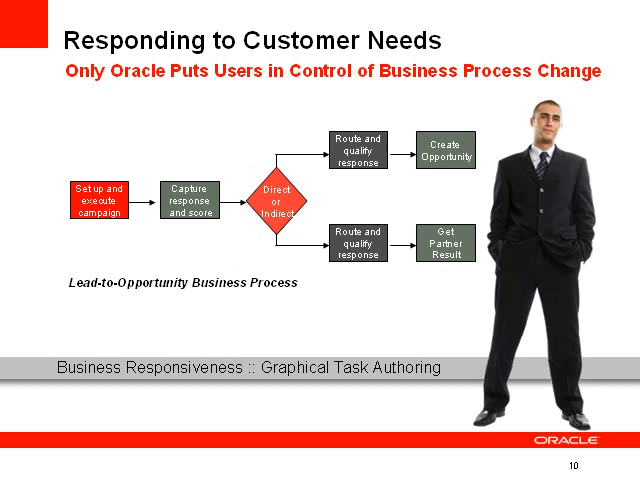 Responding to Customer Needs
Only Oracle Puts Users in Control of Business Process Change
Set up and
execute
campaign
Capture
response
and score
Direct
or
Indirect
Route and
qualify
response
Create
Opportunity
Route and
qualify
response
Get
Partner
Result
Lead-to-Opportunity Business Process
Business Responsiveness :: Graphical Task Authoring
ORACLE
10